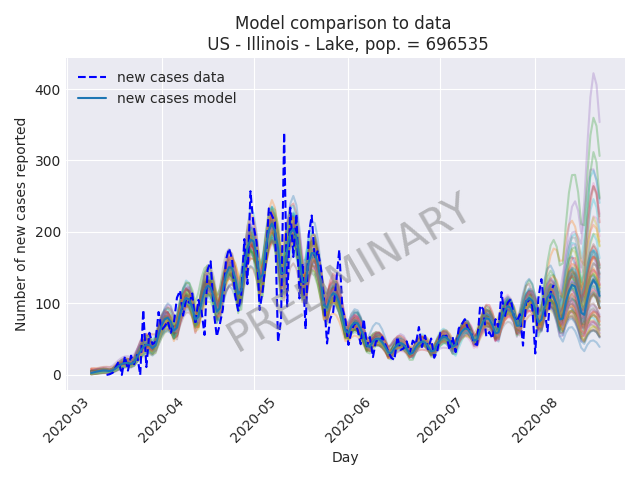 Model comparison to data
US - Illinois - Lake, pop. = 696535
new cases data
new cases model
PRELIMINARY
Number of new cases reported
400
300
200
100
0
2020-03
2020-04
2020-05
2020-06
2020-07
2020-08
Day